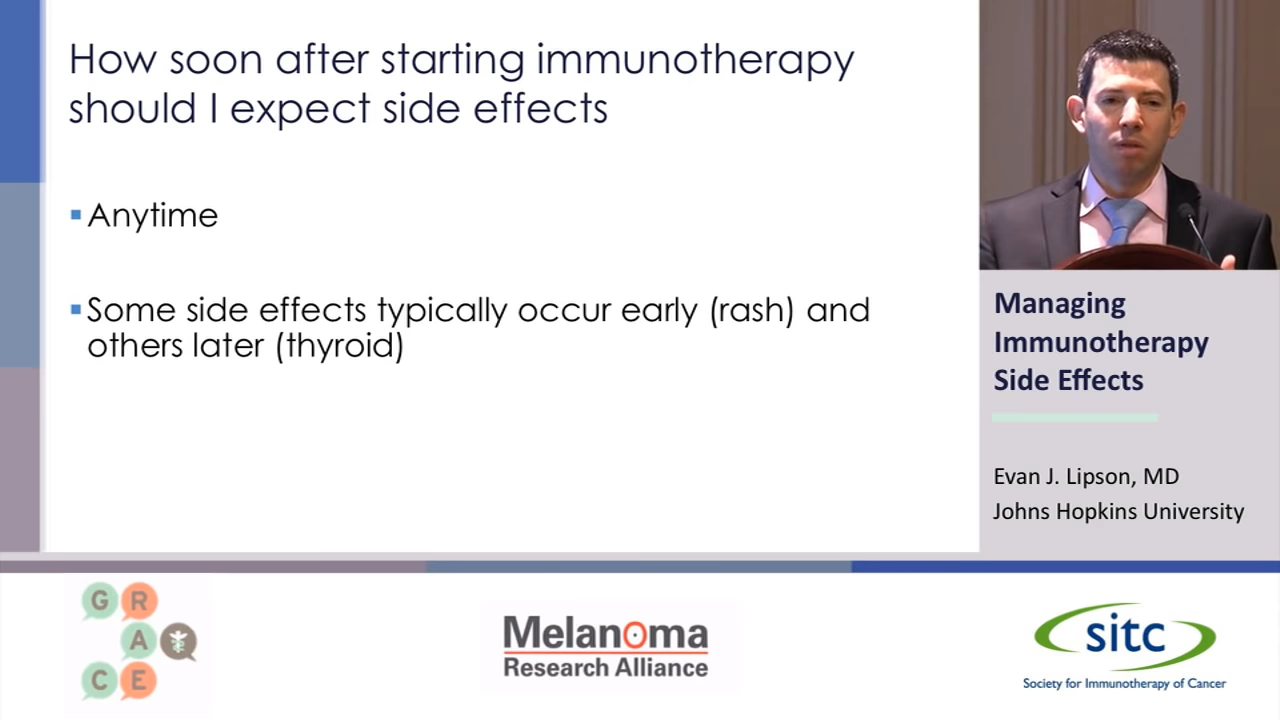 How soon after starting immunotherapy
should I expect side effects
Anytime
Some side effects typically occur early (rash) and
others later (thyroid)
Managing
Immunotherapy
Side Effects
Evan J. Lipson, MD
Johns Hopkins University
G R
A
C E
Melanoma
Research Alliance
sitc
Society for Immunotherapy of Cancer